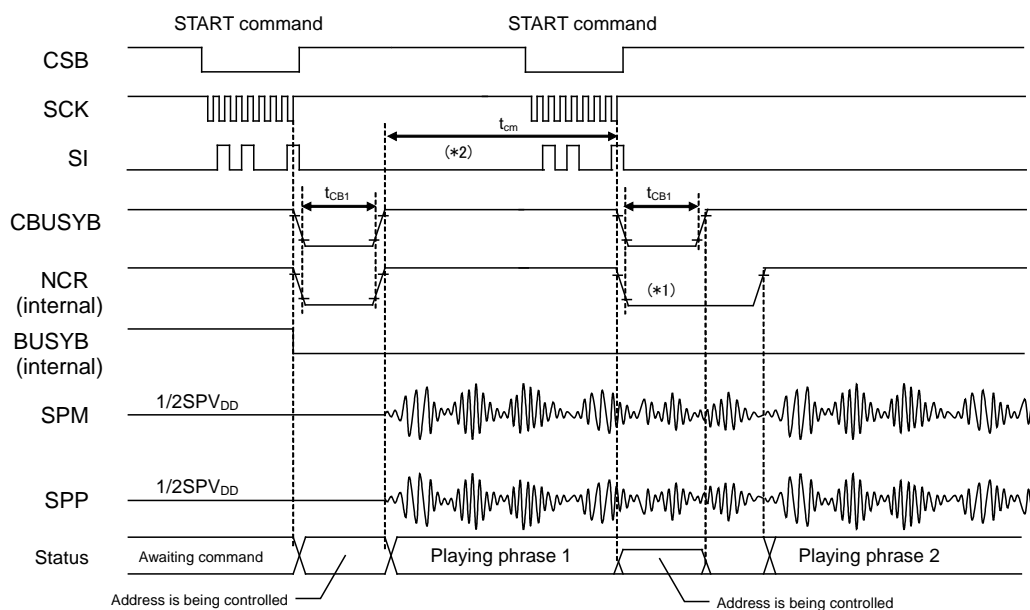 START command
START command
CSB
SCK
tcm
SI
(*2)
tCB1
tCB1
CBUSYB
NCR
(internal)
(*1)
BUSYB
(internal)
1/2SPVDD
SPM
1/2SPVDD
SPP
Status
Awaiting command
Playing phrase 1
Playing phrase 2
Address is being controlled
Address is being controlled